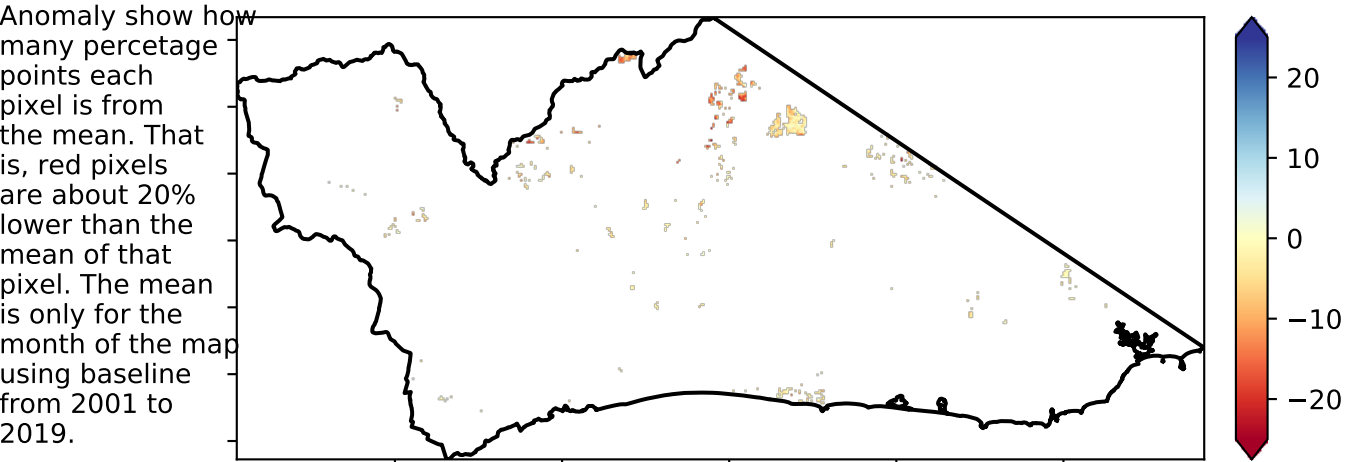 Anomaly show how
many percetage
points each
pixel is from
the mean. That
is, red pixels
are about 20%
lower than the
mean of that
pixel. The mean
is only for the
month of the map
using baseline
from 2001 to
2019.
20
10
0
−10
−20